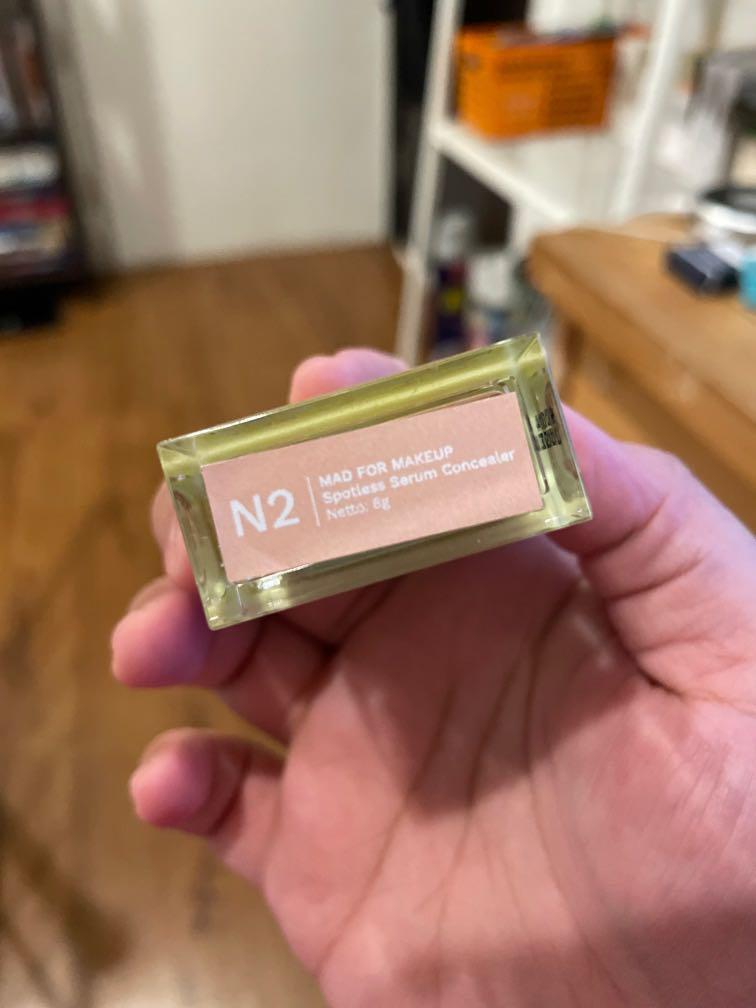 N2
MAD FOR MAKEUP
Spotless Serum Concealer
Netto: 8g